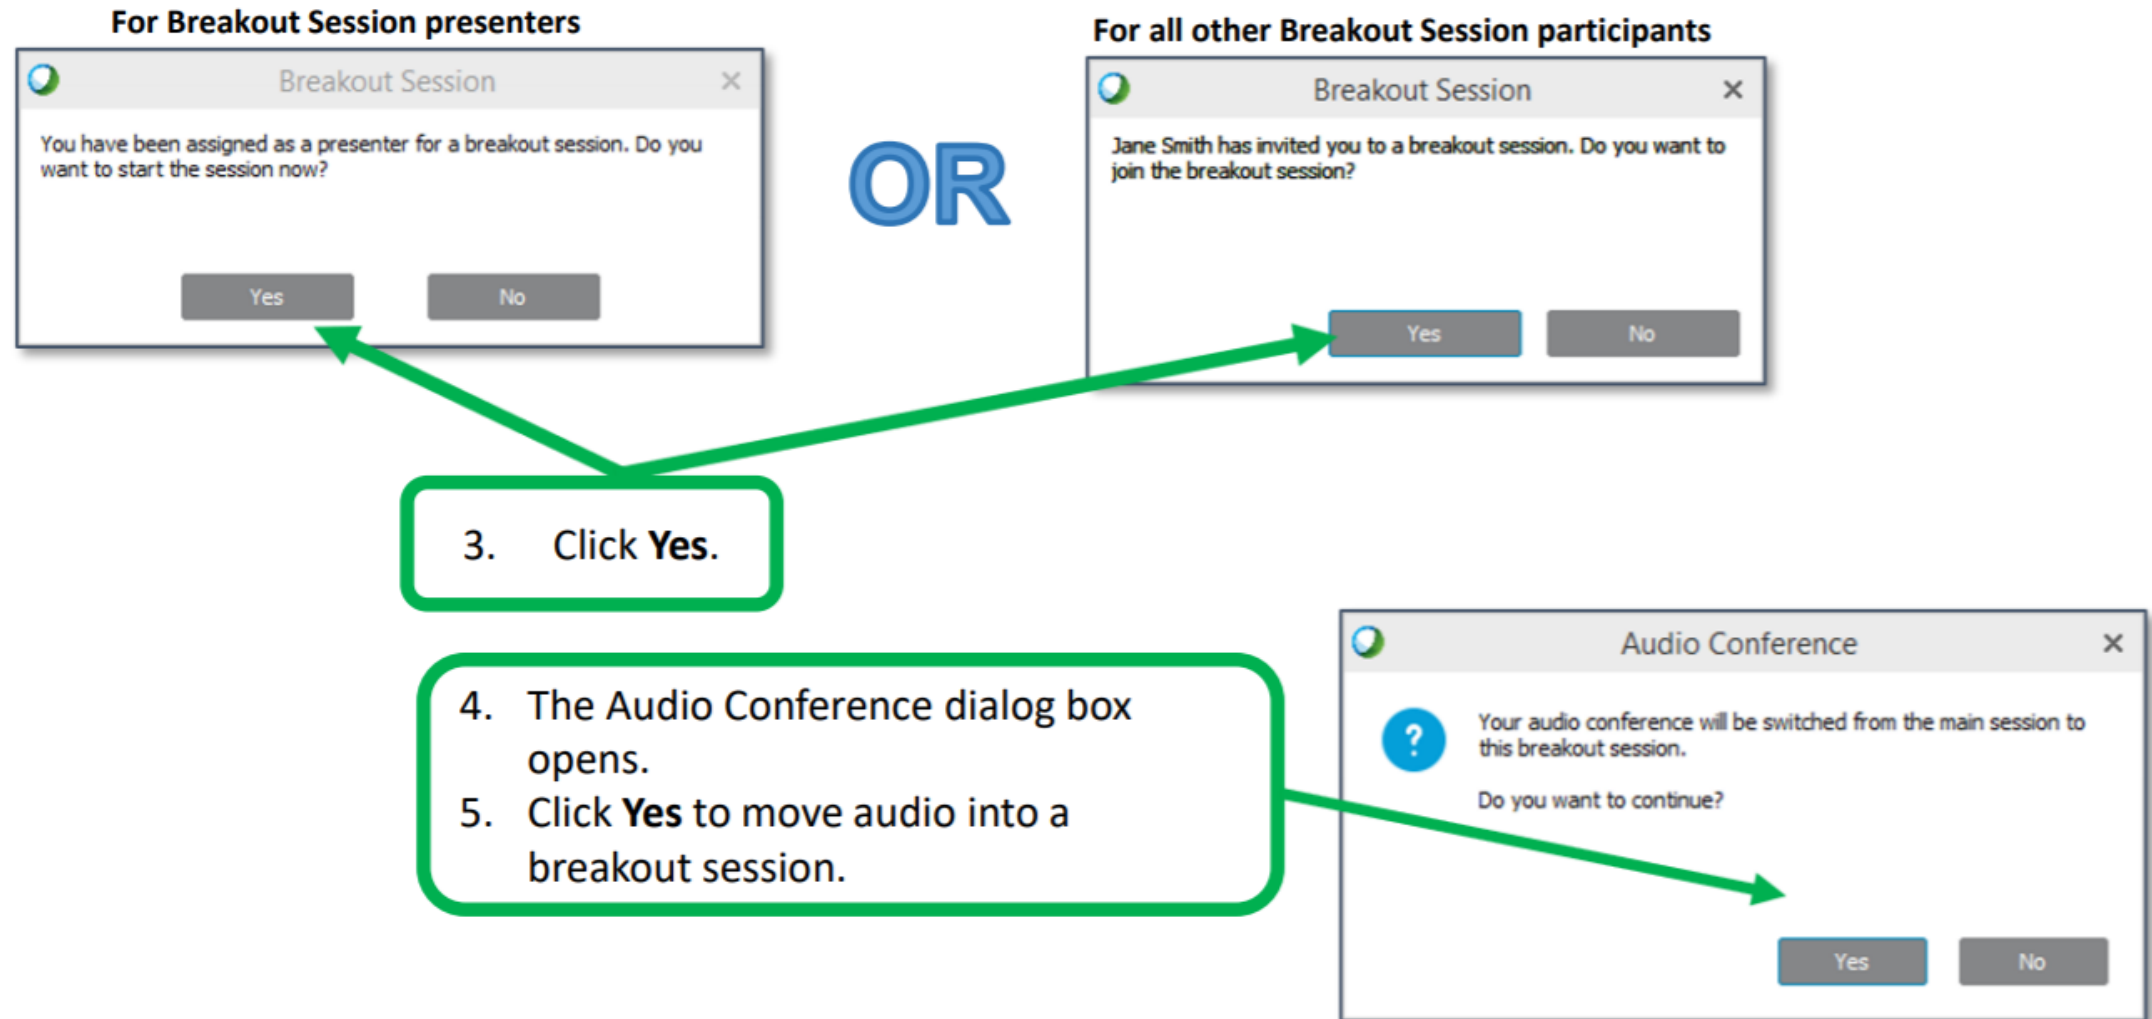 For Breakout Session presenters
Breakout Session
You have been assigned as a presenter for a breakout session. Do you
want to start the session now?
Yes No
OR
For all other Breakout Session participants
Breakout Session
Jane Smith has invited you to a breakout session. Do you want to
join the breakout session?
Yes No
3. Click Yes.
4. The Audio Conference dialog box
opens.
5. Click Yes to move audio into a
breakout session.
Audio Conference
?
Your audio conference will be switched from the main session to
this breakout session.
Do you want to continue?
Yes No